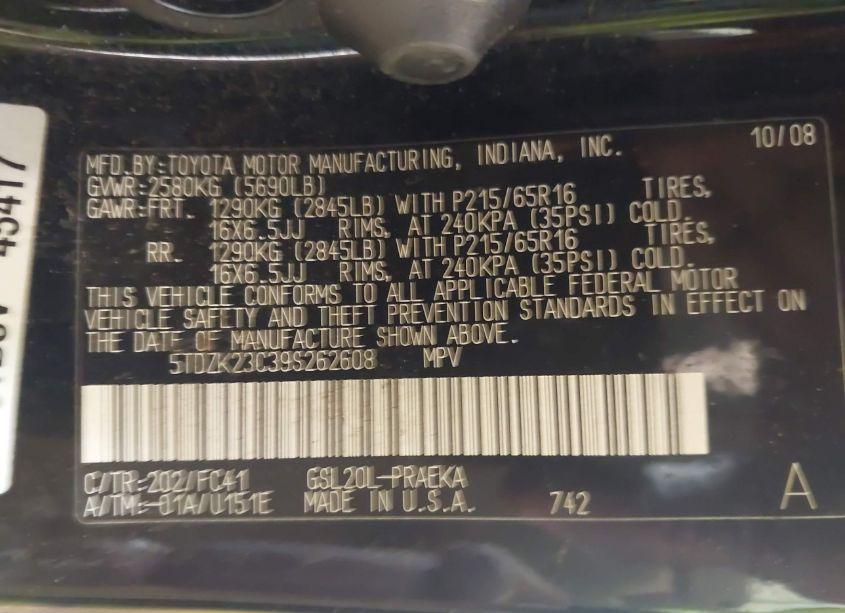 10/08
MFD.BY:TOYOTA MOTOR MANUFACTURING, INDIANA, INC.
GVWR:2580KG (5690LB)
GAWR:FRT. 1290KG (2845LB) WITH P215/65R16 TIRES,
16X6.5JJ RIMS, AT 240KPA (35PSI) COLD.
RR. 1290KG (2845LB) WITH P215/65R16 TIRES,
16X6.5JJ RIMS, AT 240KPA (35PSI) COLD.
THIS VEHICLE CONFORMS TO ALL APPLICABLE FEDERAL MOTOR
VEHICLE SAFETY AND THEFT PREVENTION STANDARDS IN EFFECT ON
THE DATE OF MANUFACTURE SHOWN ABOVE.
5TDZK23C39S262608 MPV
C/TR:202/FC41 GSL20L-PRAEKA
A/TM:-01A/U151E MADE IN U.S.A. 742 A